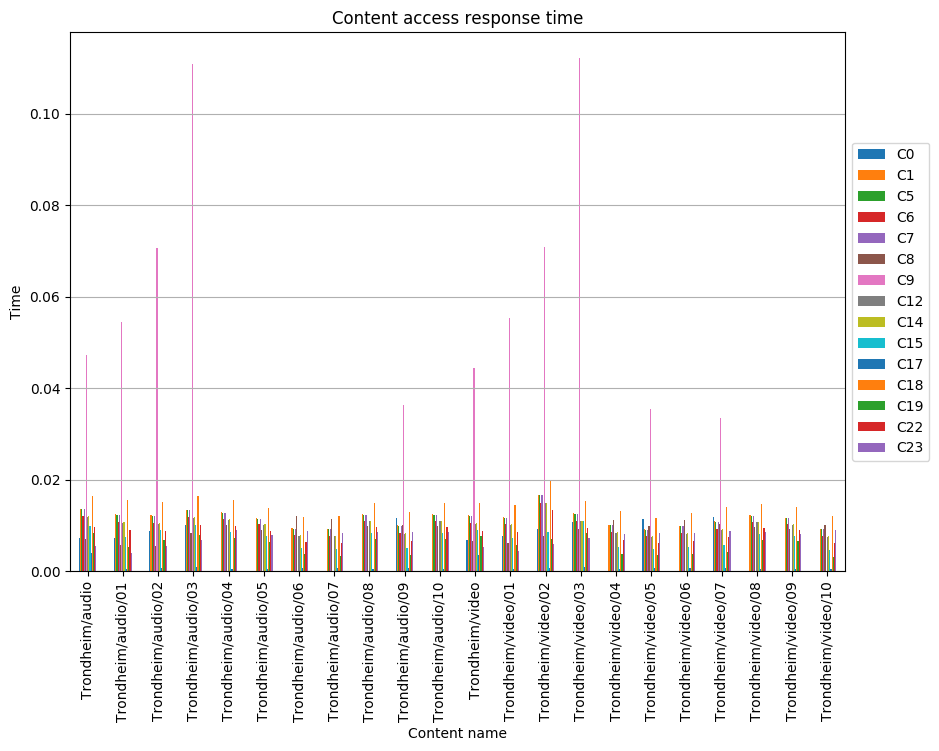 Content access response time
0.10
0.08
0.06
0.04
0.02
0.00
Time
Trondheim/audio
Trondheim/audio/01
Trondheim/audio/02
Trondheim/audio/03
Trondheim/audio/04
Trondheim/audio/05
Trondheim/audio/06
Trondheim/audio/07
Trondheim/audio/08
Trondheim/audio/09
Trondheim/audio/10
Trondheim/video
Trondheim/video/01
Trondheim/video/02
Trondheim/video/03
Trondheim/video/04
Trondheim/video/05
Trondheim/video/06
Trondheim/video/07
Trondheim/video/08
Trondheim/video/09
Trondheim/video/10
Content name
C0
C1
C5
C6
C7
C8
C9
C12
C14
C15
C17
C18
C19
C22
C23